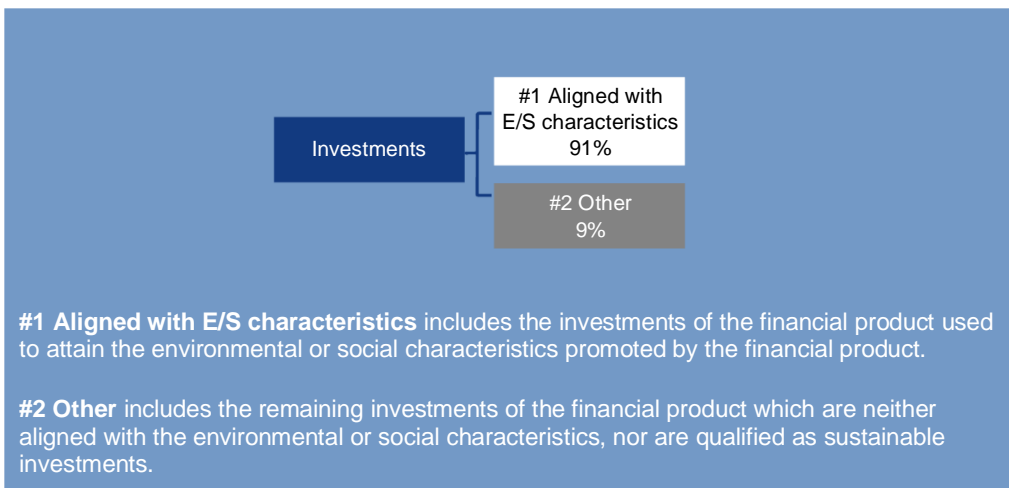 Investments
#1 Aligned with
E/S characteristics
91%
#2 Other
9%
#1 Aligned with E/S characteristics includes the investments of the financial product used
to attain the environmental or social characteristics promoted by the financial product.
#2 Other includes the remaining investments of the financial product which are neither
aligned with the environmental or social characteristics, nor are qualified as sustainable
investments.